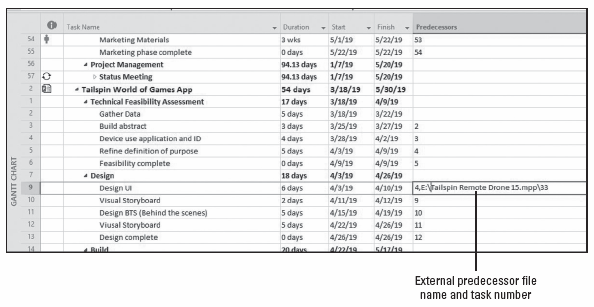 Task Name Duration Start Finish Predecessors
54 Marketing Materials 3 wks 5/1/19 5/22/19 53
55 Marketing phase complete 0 days 5/22/19 5/22/19 54
56 Project Management 94.13 days 1/7/19 5/20/19
57 Status Meeting 94.13 days 1/7/19 5/20/19
2 Tailspin World of Games App 54 days 3/18/19 5/30/19
1 Technical Feasibility Assessment 17 days 3/18/19 4/9/19
2 Gather Data 5 days 3/18/19 3/22/19
3 Build abstract 3 days 3/25/19 3/27/19 2
4 Device use application and ID 4 days 3/28/19 4/2/19 3
5 Refine definition of purpose 5 days 4/3/19 4/9/19 4
6 Feasibility complete 0 days 4/9/19 4/9/19 5
7 Design 18 days 4/3/19 4/26/19
9 Design UI 6 days 4/3/19 4/10/19 4,E:\Tailspin Remote Drone 15.mpp\33
10 Visual Storyboard 2 days 4/11/19 4/12/19 9
11 Design BTS (Behind the scenes) 5 days 4/15/19 4/19/19 10
12 Viusal Storyboard 5 days 4/22/19 4/26/19 11
13 Design complete 0 days 4/26/19 4/26/19 12
14 Build 20 days 4/22/19 5/17/19
GANTT CHART
External predecessor file
name and task number